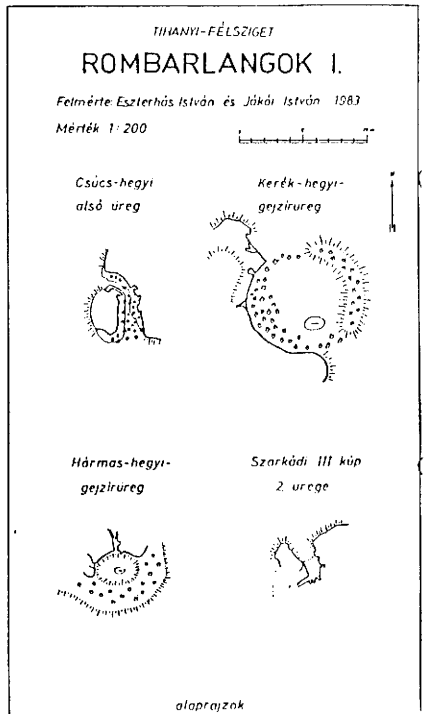 TIHANYI-FÉLSZIGET
ROMBARLANGOK I.
Felmérte: Eszterhás István és Jákói István 1983
Mérték 1:200
Csúcs-hegyi
alsó üreg
Kerék-hegyi-
gejzírüreg
Hármas-hegyi-
gejzírüreg
Szarkádi III kúp
2. ürege
alaprajzok